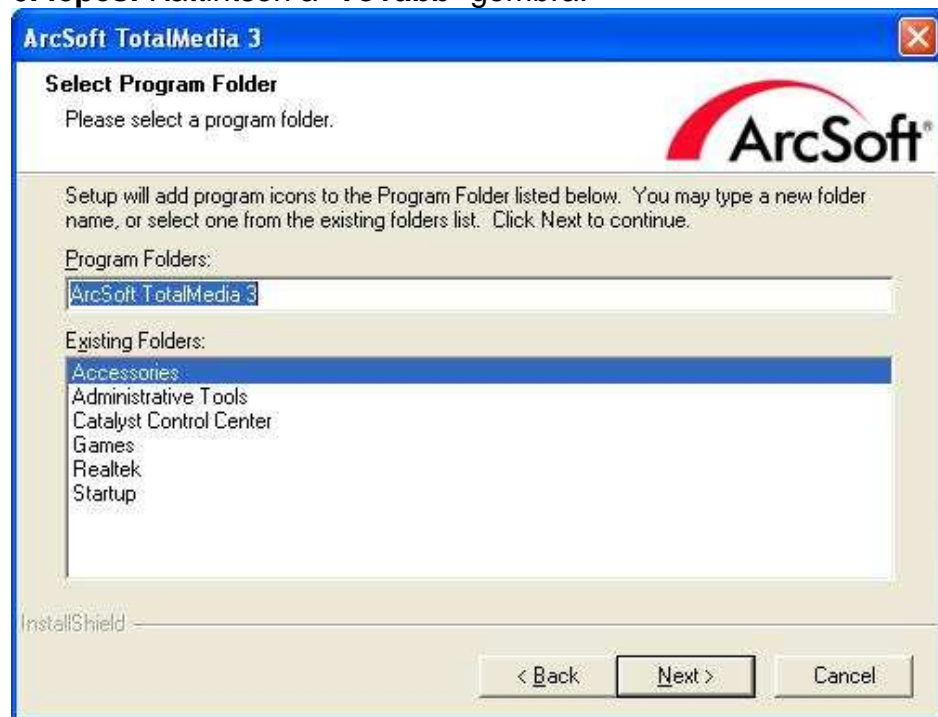 ArcSoft TotalMedia 3
Select Program Folder
Please select a program folder.
ArcSoft®
Setup will add program icons to the Program Folder listed below. You may type a new folder
name, or select one from the existing folders list. Click Next to continue.
Program Folders:
ArcSoft TotalMedia 3
Existing Folders:
Accessories
Administrative Tools
Catalyst Control Center
Games
Realtek
Startup
InstallShield
< Back Next > Cancel